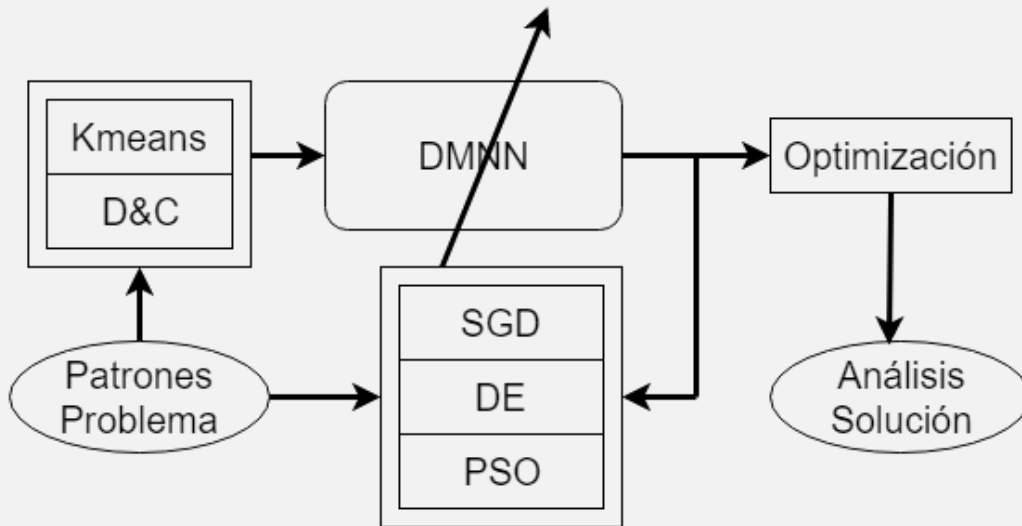 Kmeans
D&C
DMNN
Optimización
SGD
DE
PSO
Patrones
Problema
Análisis
Solución